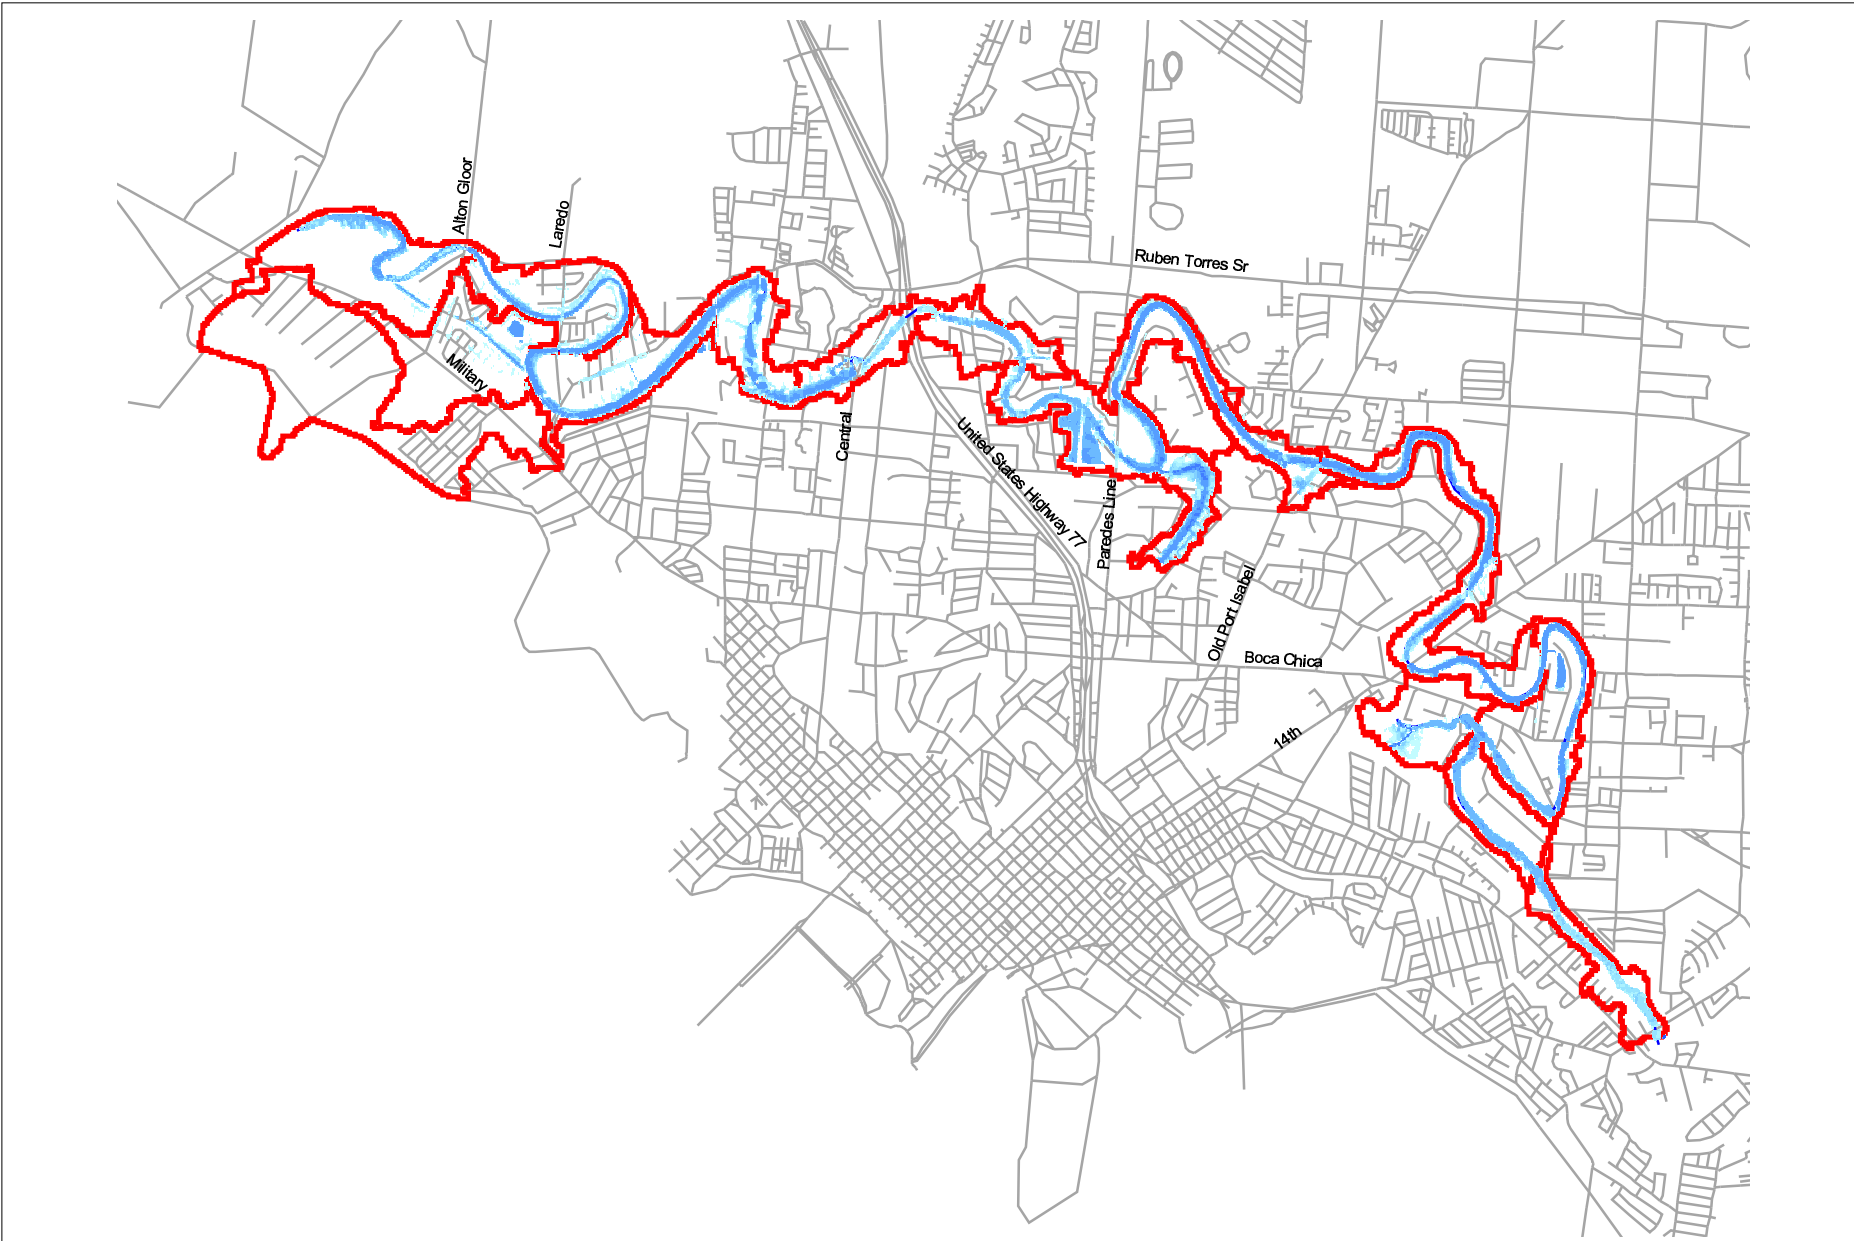 Alton Gloor
Laredo
Ruben Torres Sr
Military
Central
United States Highway 77
Paredes Line
Old Port Isabel
Boca Chica
14th